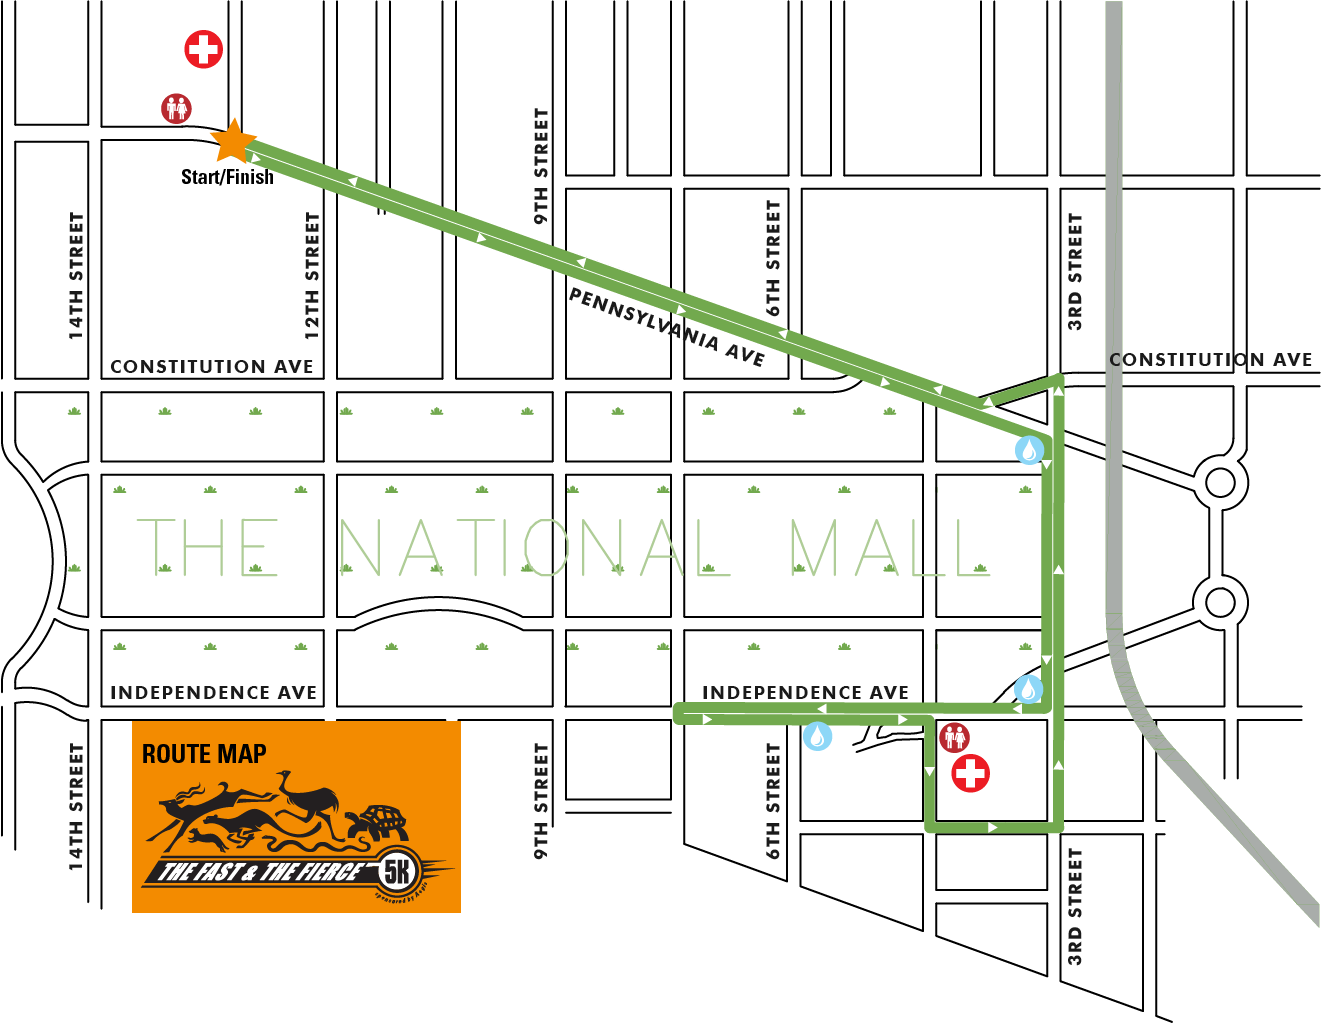 Start/Finish
9TH STREET
14TH STREET
12TH STREET
6TH STREET
3RD STREET
PENNSYLVANIA AVE
CONSTITUTION AVE
CONSTITUTION AVE
THE NATIONAL MALL
INDEPENDENCE AVE
INDEPENDENCE AVE
14TH STREET
ROUTE MAP
THE FAST & THE FIERCE
5K
sponsored by Aegis
9TH STREET
6TH STREET
3RD STREET